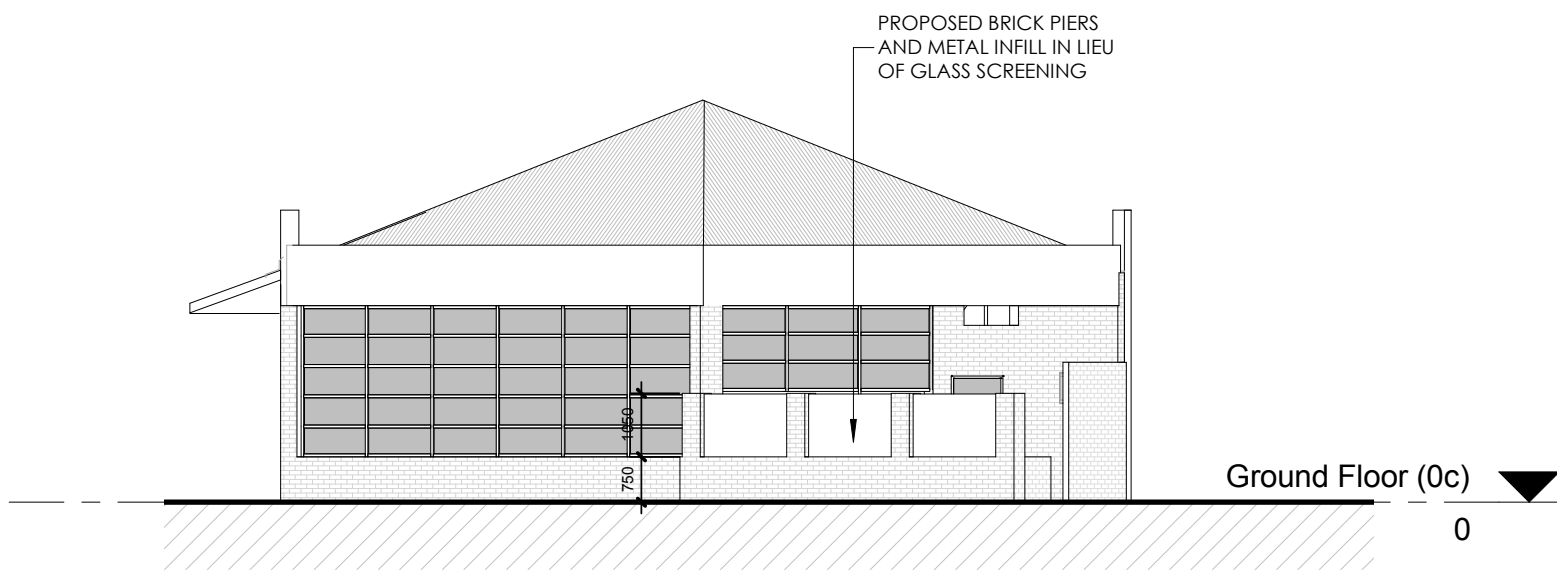 PROPOSED BRICK PIERS
AND METAL INFILL IN LIEU
OF GLASS SCREENING
1050
750
Ground Floor (0c)
0